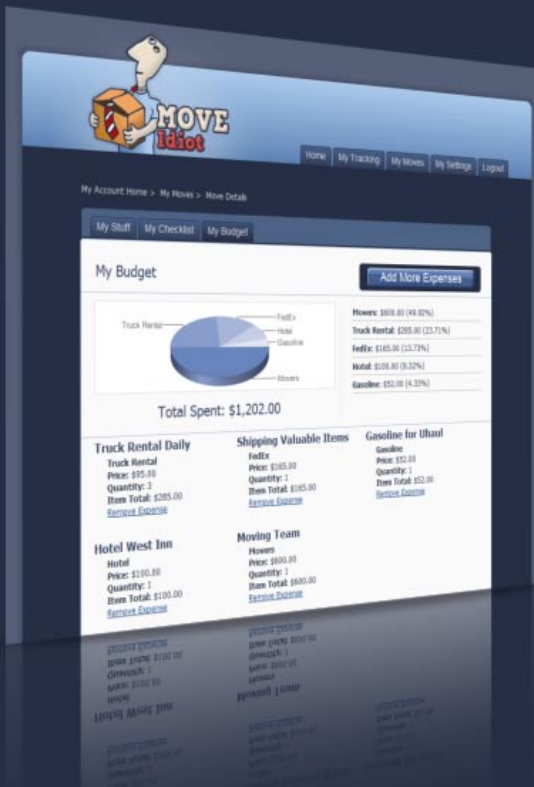 MOVE
Idiot
Home My Tracking My Moves My Settings Logout
My Account Home > My Moves > Move Details
My Stuff My Checklist My Budget
My Budget
Add More Expenses
Truck Rental
FedEx
Hotel
Gasoline
Movers
Total Spent: $1,202.00
Movers: $600.00 (49.92%)
Truck Rental: $285.00 (23.71%)
FedEx: $165.00 (13.73%)
Hotel: $100.00 (8.32%)
Gasoline: $52.00 (4.33%)
Truck Rental Daily
Truck Rental
Price: $95.00
Quantity: 3
Item Total: $285.00
Remove Expense
Shipping Valuable Items
FedEx
Price: $165.00
Quantity: 1
Item Total: $165.00
Remove Expense
Gasoline for Uhaul
Gasoline
Price: $52.00
Quantity: 1
Item Total: $52.00
Remove Expense
Hotel West Inn
Hotel
Price: $100.00
Quantity: 1
Item Total: $100.00
Remove Expense
Moving Team
Movers
Price: $600.00
Quantity: 1
Item Total: $600.00
Remove Expense